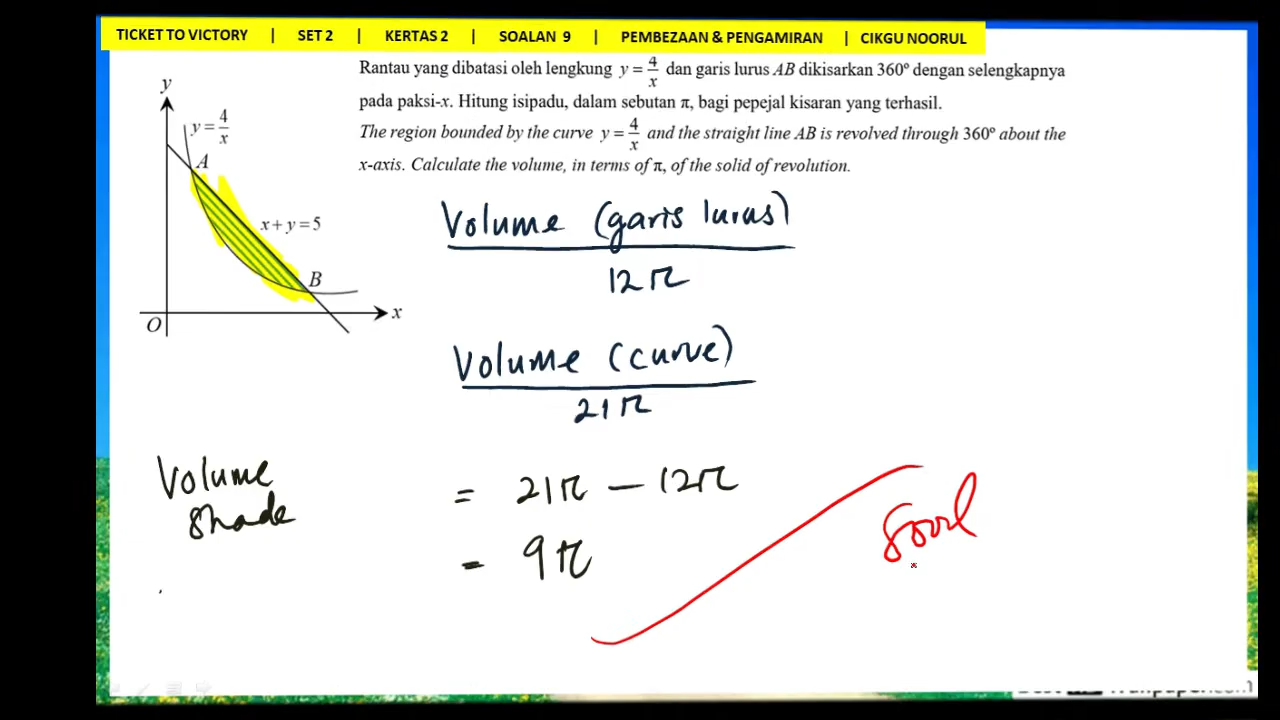 TICKET TO VICTORY | SET 2 | KERTAS 2 | SOALAN 9 | PEMBEZAAN & PENGAMIRAN | CIKGU NOORUL
Rantau yang dibatasi oleh lengkung y = 4/x dan garis lurus AB dikisarkan 360° dengan selengkapnya
pada paksi-x. Hitung isipadu, dalam sebutan π, bagi pepejal kisaran yang terhasil.
The region bounded by the curve y = 4/x and the straight line AB is revolved through 360° about the
x-axis. Calculate the volume, in terms of π, of the solid of revolution.
y
y = 4/x
A
x + y = 5
B
O
x
Volume (garis lurus)
12π
Volume (curve)
21π
Volume
shade
= 21π – 12π
= 9π